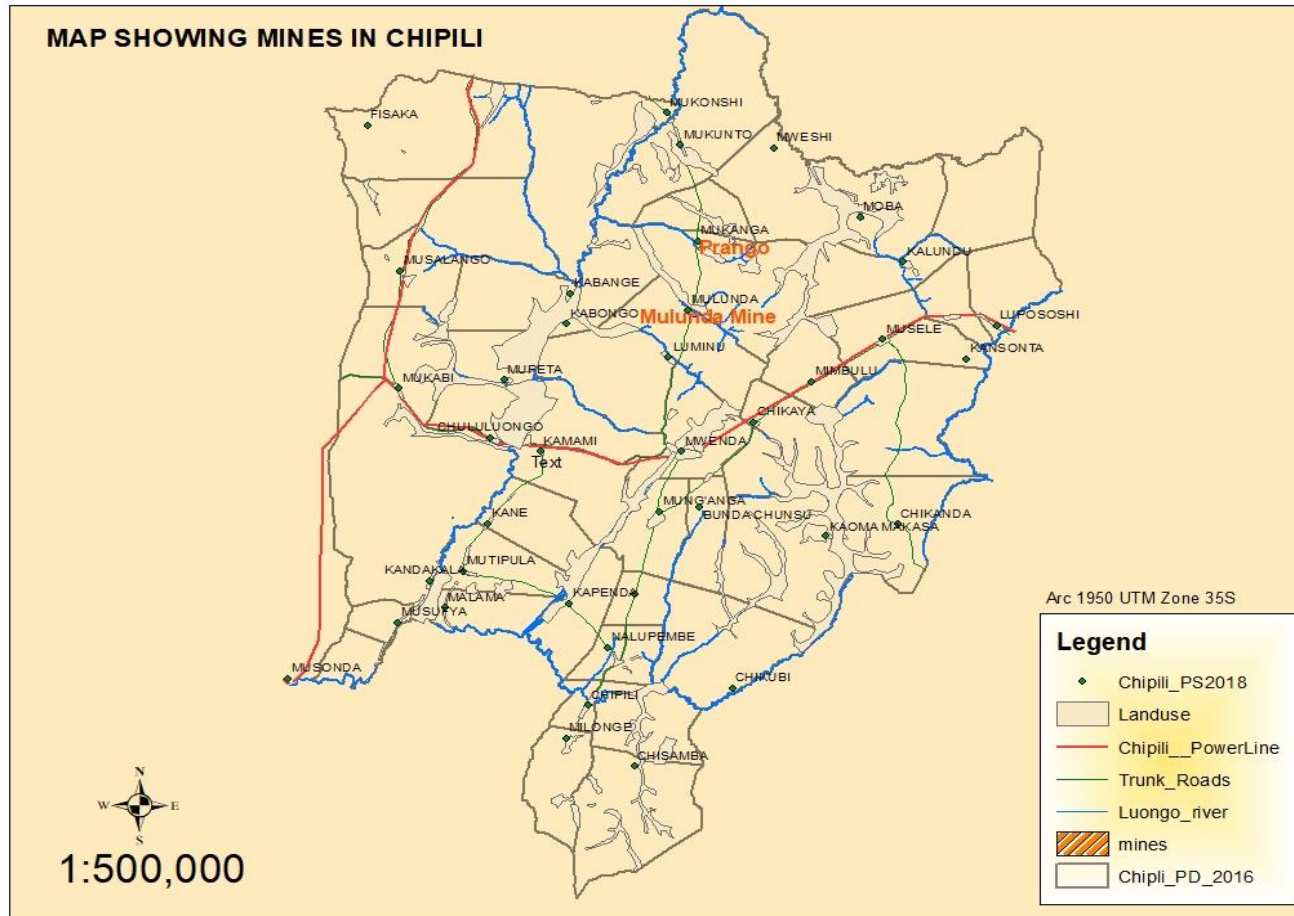 MAP SHOWING MINES IN CHIPILI
FISAKA
MUKONSHI
MUKUNTO
MWESHI
MOBA
MUKANGA
Prango
KALUNDU
MUSALANGO
KABANGE
MULUNDA
Mulunda Mine
KABONGO
LUPOSOSHI
MUSELE
LUMINU
KANSONTA
MUPETA
MIMBULU
MUKABI
CHIKAYA
CHULULUONGO
KAMAMI
MWENDA
Text
MUNG'ANGA
BUNDA CHUNSU
KANE
CHIKANDA
KAOMA MAKASA
MUTIPULA
KANDAKALA
MALAMA
KAPENDA
MUSUFYA
NALUPEMBE
MUSONDA
CHIKUBI
CHIPILI
MILONGE
CHISAMBA
Arc 1950 UTM Zone 35S
Legend
Chipili_PS2018
Landuse
Chipili__PowerLine
Trunk_Roads
Luongo_river
mines
Chipli_PD_2016
N
W E
S
1:500,000